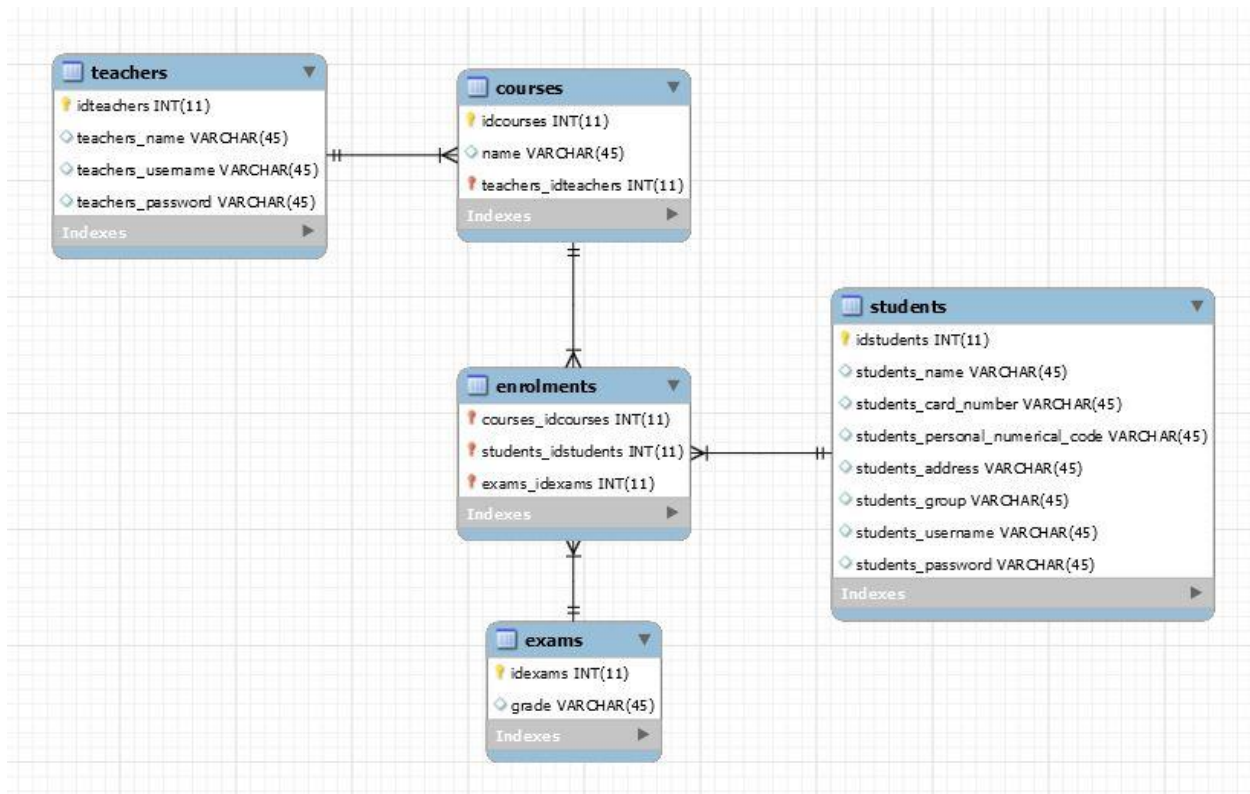 teachers
idteachers INT(11)
teachers_name VARCHAR(45)
teachers_username VARCHAR(45)
teachers_password VARCHAR(45)
Indexes
courses
idcourses INT(11)
name VARCHAR(45)
teachers_idteachers INT(11)
Indexes
enrolments
courses_idcourses INT(11)
students_idstudents INT(11)
exams_idexams INT(11)
Indexes
students
idstudents INT(11)
students_name VARCHAR(45)
students_card_number VARCHAR(45)
students_personal_numerical_code VARCHAR(45)
students_address VARCHAR(45)
students_group VARCHAR(45)
students_username VARCHAR(45)
students_password VARCHAR(45)
Indexes
exams
idexams INT(11)
grade VARCHAR(45)
Indexes